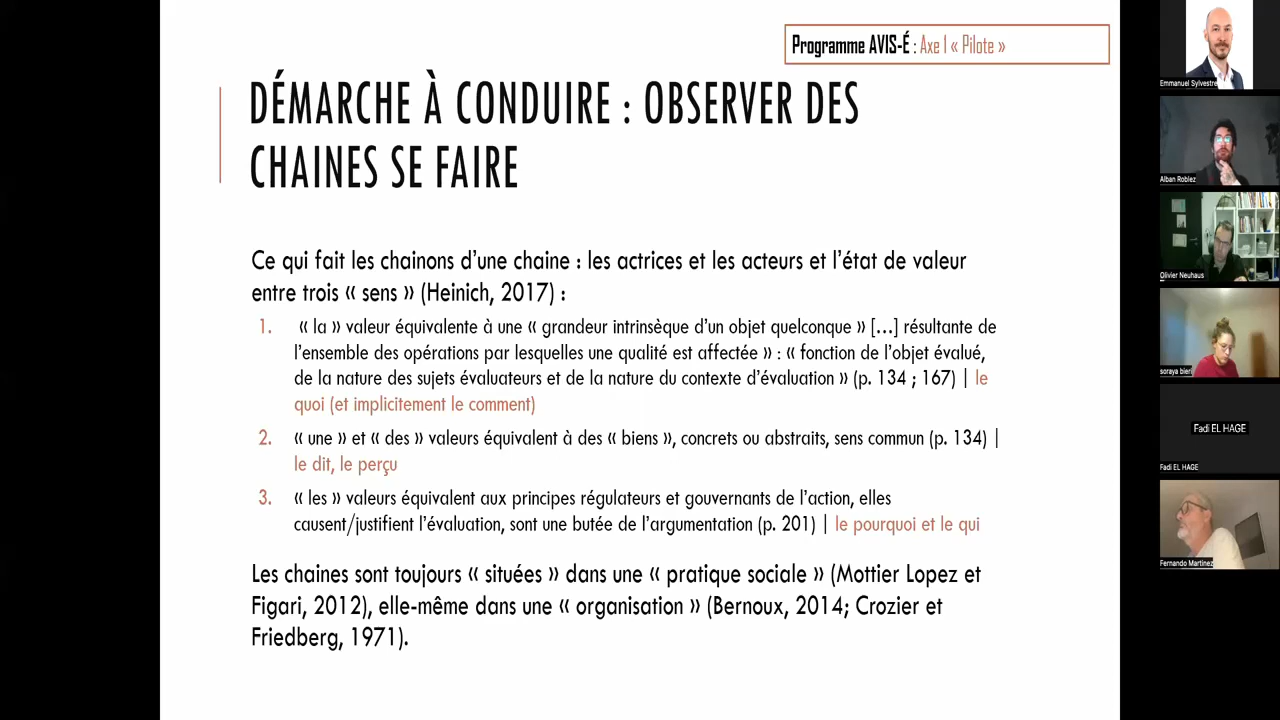 Programme AVIS-É : Axe 1 « Pilote »
DÉMARCHE À CONDUIRE : OBSERVER DES
CHAINES SE FAIRE
Ce qui fait les chainons d'une chaine : les actrices et les acteurs et l'état de valeur
entre trois « sens » (Heinich, 2017) :
1. « la » valeur équivalente à une « grandeur intrinsèque d'un objet quelconque » [...] résultante de
l'ensemble des opérations par lesquelles une qualité est affectée » : « fonction de l'objet évalué,
de la nature des sujets évaluateurs et de la nature du contexte d'évaluation » (p. 134 ; 167) | le
quoi (et implicitement le comment)
2. « une » et « des » valeurs équivalent à des « biens », concrets ou abstraits, sens commun (p. 134) |
le dit, le perçu
3. « les » valeurs équivalent aux principes régulateurs et gouvernants de l'action, elles
causent/justifient l'évaluation, sont une butée de l'argumentation (p. 201) | le pourquoi et le qui
Les chaines sont toujours « situées » dans une « pratique sociale » (Mottier Lopez et
Figari, 2012), elle-même dans une « organisation » (Bernoux, 2014; Crozier et
Friedberg, 1971).
Emmanuel Sylvestre
Alban Roblez
Olivier Neuhaus
soraya bieri
Fadi EL HAGE
Fadi EL HAGE
Fernando Martinez